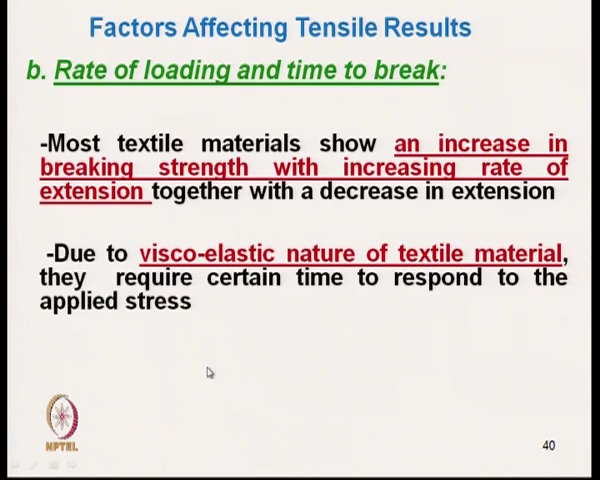 Factors Affecting Tensile Results
b. Rate of loading and time to break:
-Most textile materials show an increase in
breaking strength with increasing rate of
extension together with a decrease in extension
-Due to visco-elastic nature of textile material,
they require certain time to respond to the
applied stress
NPTEL
40